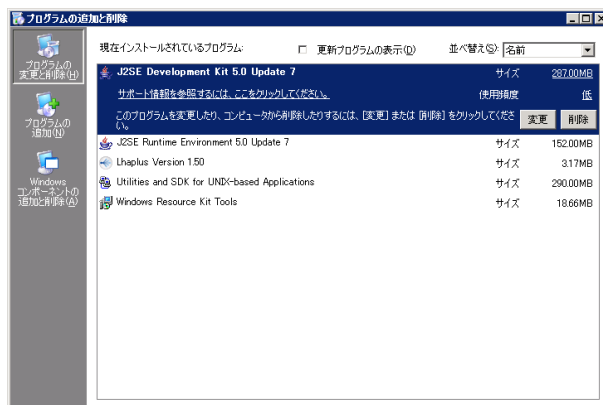 プログラムの追加と削除
プログラムの
変更と削除(H)
プログラムの
追加(N)
Windows
コンポーネントの
追加と削除(A)
現在インストールされているプログラム:
更新プログラムの表示(D)
並べ替え(S): 名前
J2SE Development Kit 5.0 Update 7 サイズ 287.00MB
サポート情報を参照するには、ここをクリックしてください。 使用頻度 低
このプログラムを変更したり、コンピュータから削除したりするには、[変更] または [削除] をクリックしてくださ
い。
変更 削除
J2SE Runtime Environment 5.0 Update 7 サイズ 152.00MB
Lhaplus Version 1.50 サイズ 3.17MB
Utilities and SDK for UNIX-based Applications サイズ 290.00MB
Windows Resource Kit Tools サイズ 18.66MB